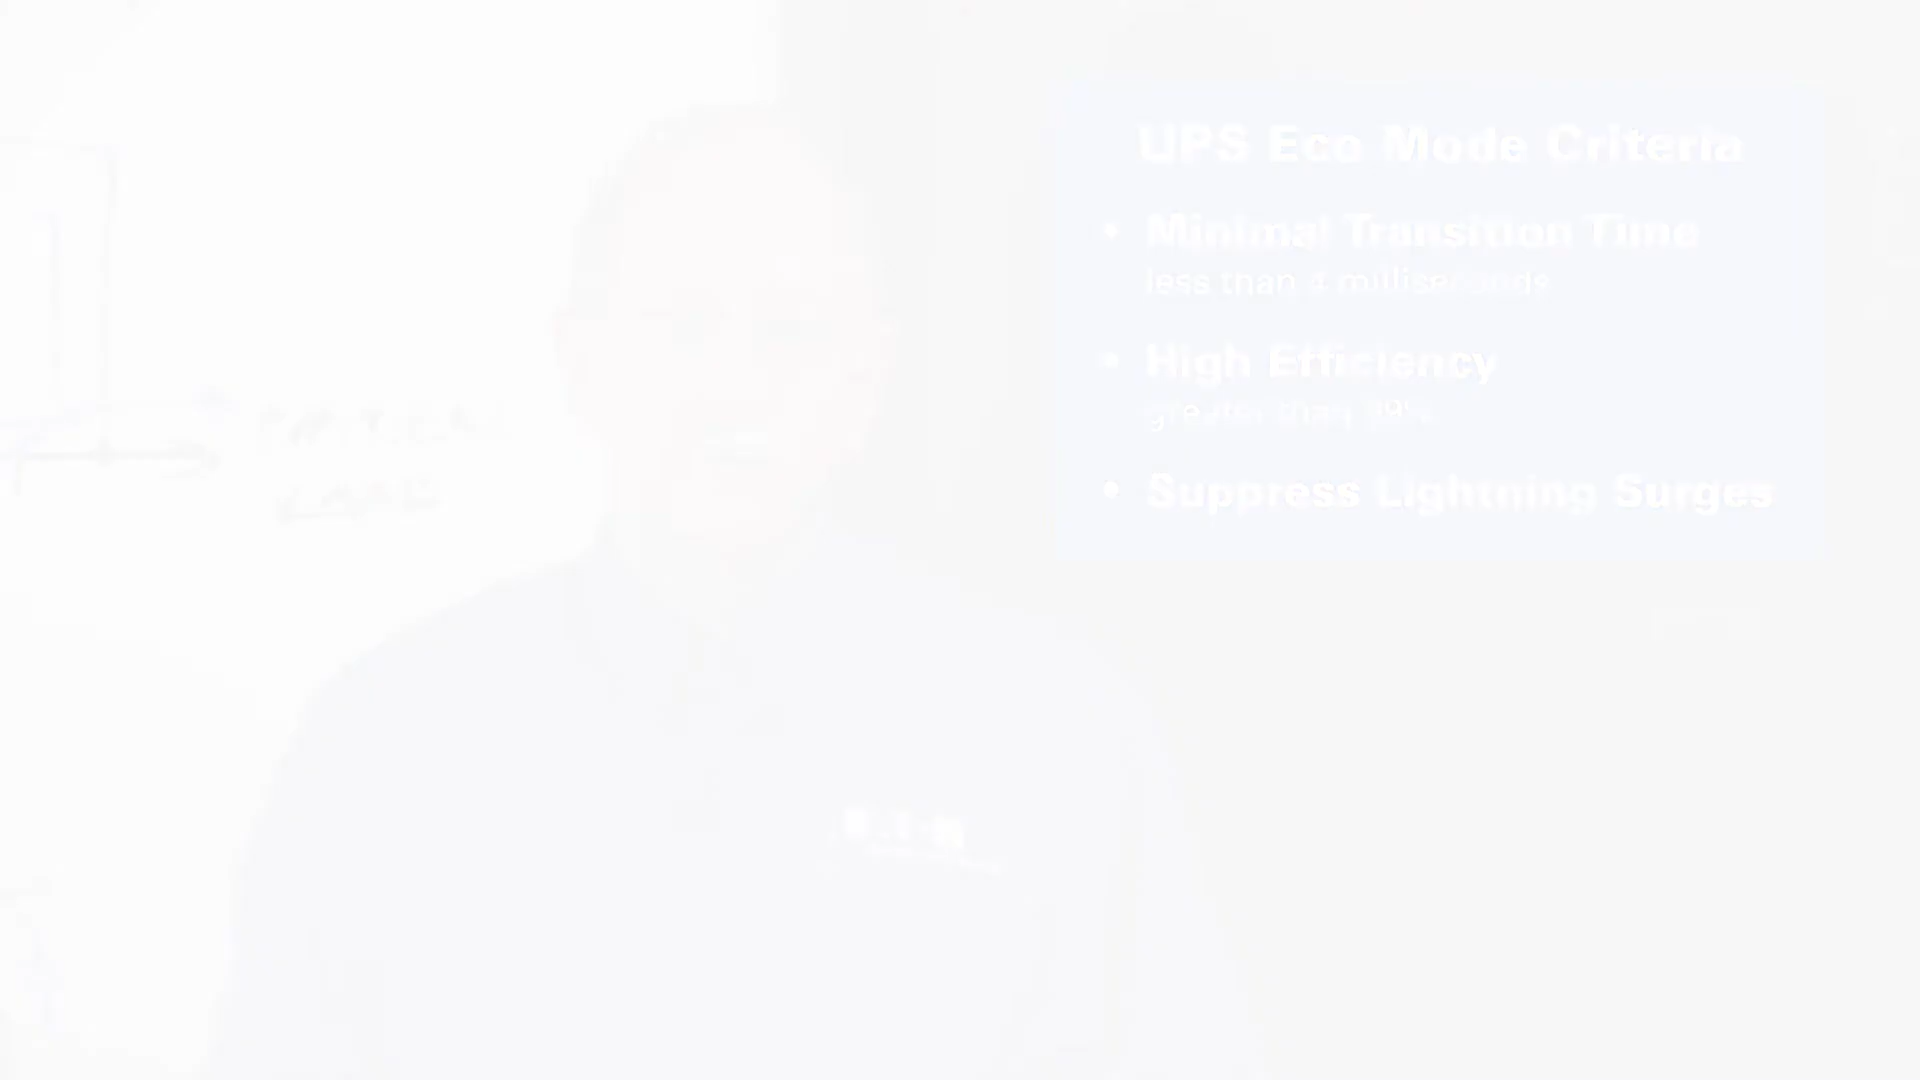 UPS Eco Mode Criteria
• Minimal Transition Time
less than 4 milliseconds
• High Efficiency
greater than 99%
• Suppress Lightning Surges
LOAD